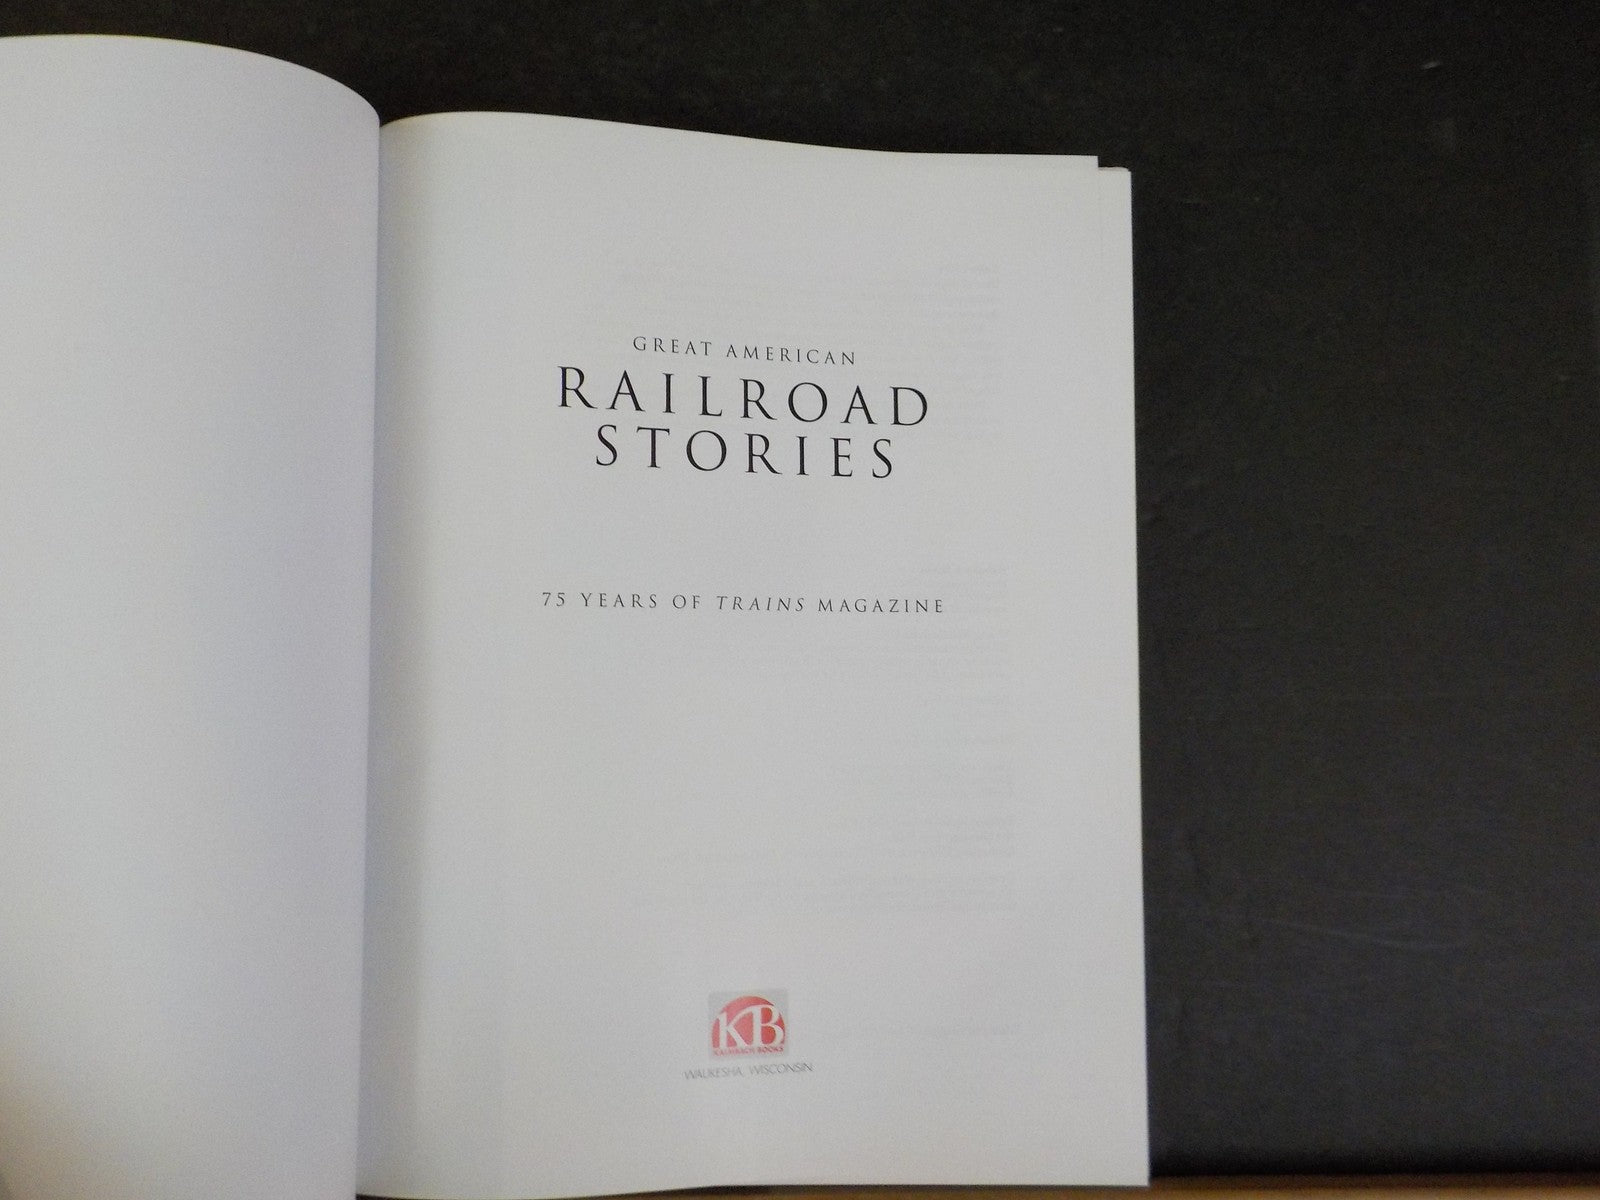 GREAT AMERICAN
RAILROAD
STORIES
75 YEARS OF TRAINS MAGAZINE
KB
KALMBACH BOOKS
WAUKESHA, WISCONSIN